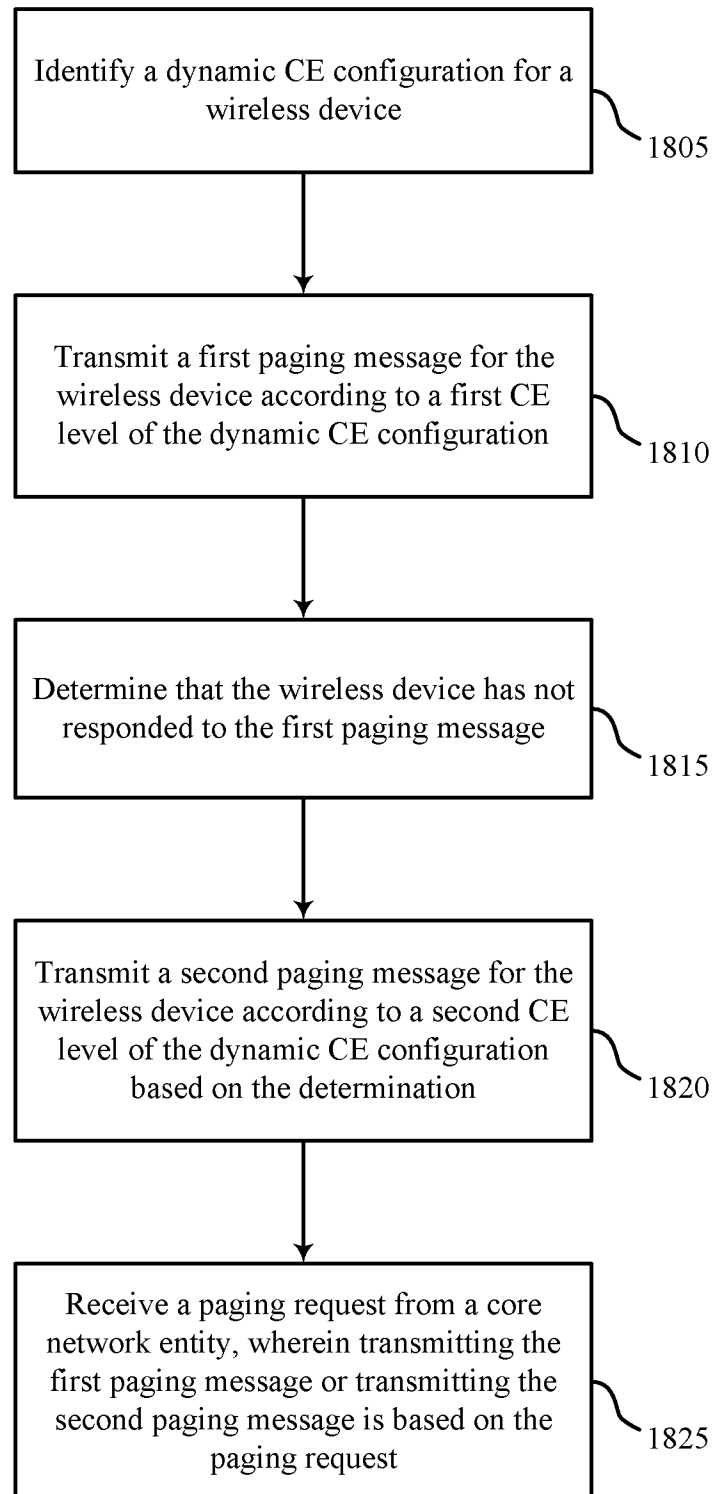 Identify a dynamic CE configuration for a
wireless device
1805
Transmit a first paging message for the
wireless device according to a first CE
level of the dynamic CE configuration
1810
Determine that the wireless device has not
responded to the first paging message
1815
Transmit a second paging message for the
wireless device according to a second CE
level of the dynamic CE configuration
based on the determination
1820
Receive a paging request from a core
network entity, wherein transmitting the
first paging message or transmitting the
second paging message is based on the
paging request
1825